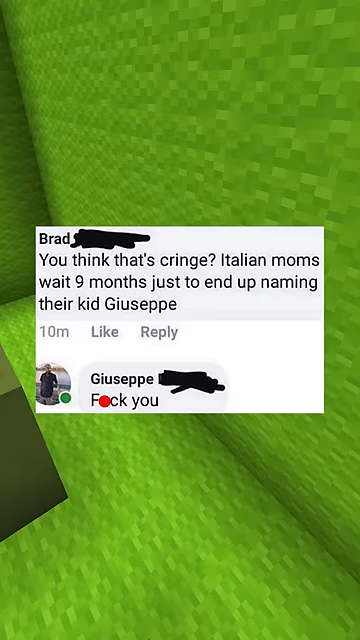 Brad
You think that's cringe? Italian moms
wait 9 months just to end up naming
their kid Giuseppe
10m Like Reply
Giuseppe
F ck you